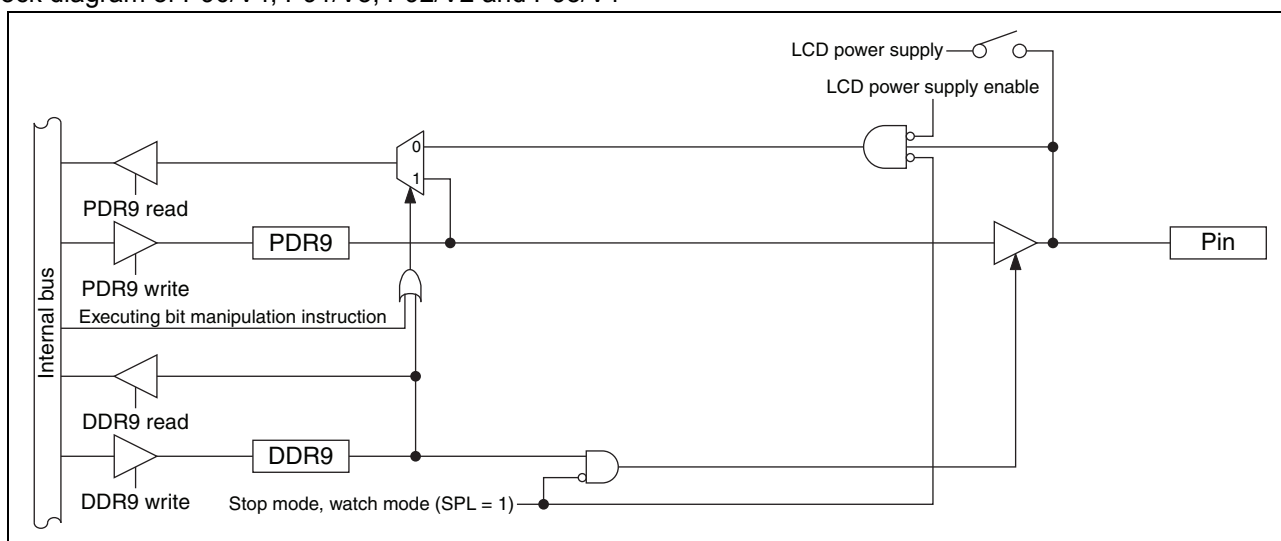 LCD power supply
LCD power supply enable
0
1
PDR9 read
PDR9
Pin
PDR9 write
Executing bit manipulation instruction
Internal bus
DDR9 read
DDR9
DDR9 write
Stop mode, watch mode (SPL = 1)